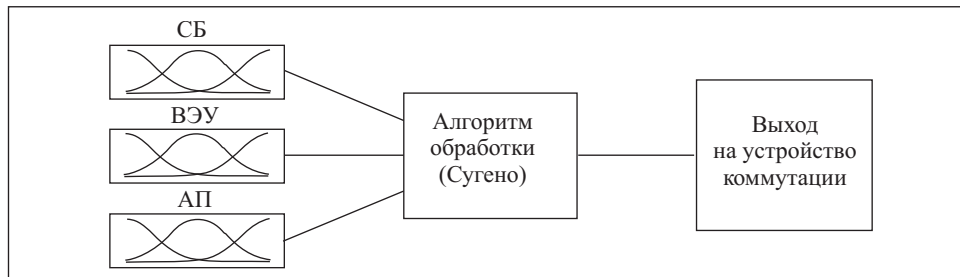 СБ
ВЭУ
АП
Алгоритм
обработки
(Сугено)
Выход
на устройство
коммутации